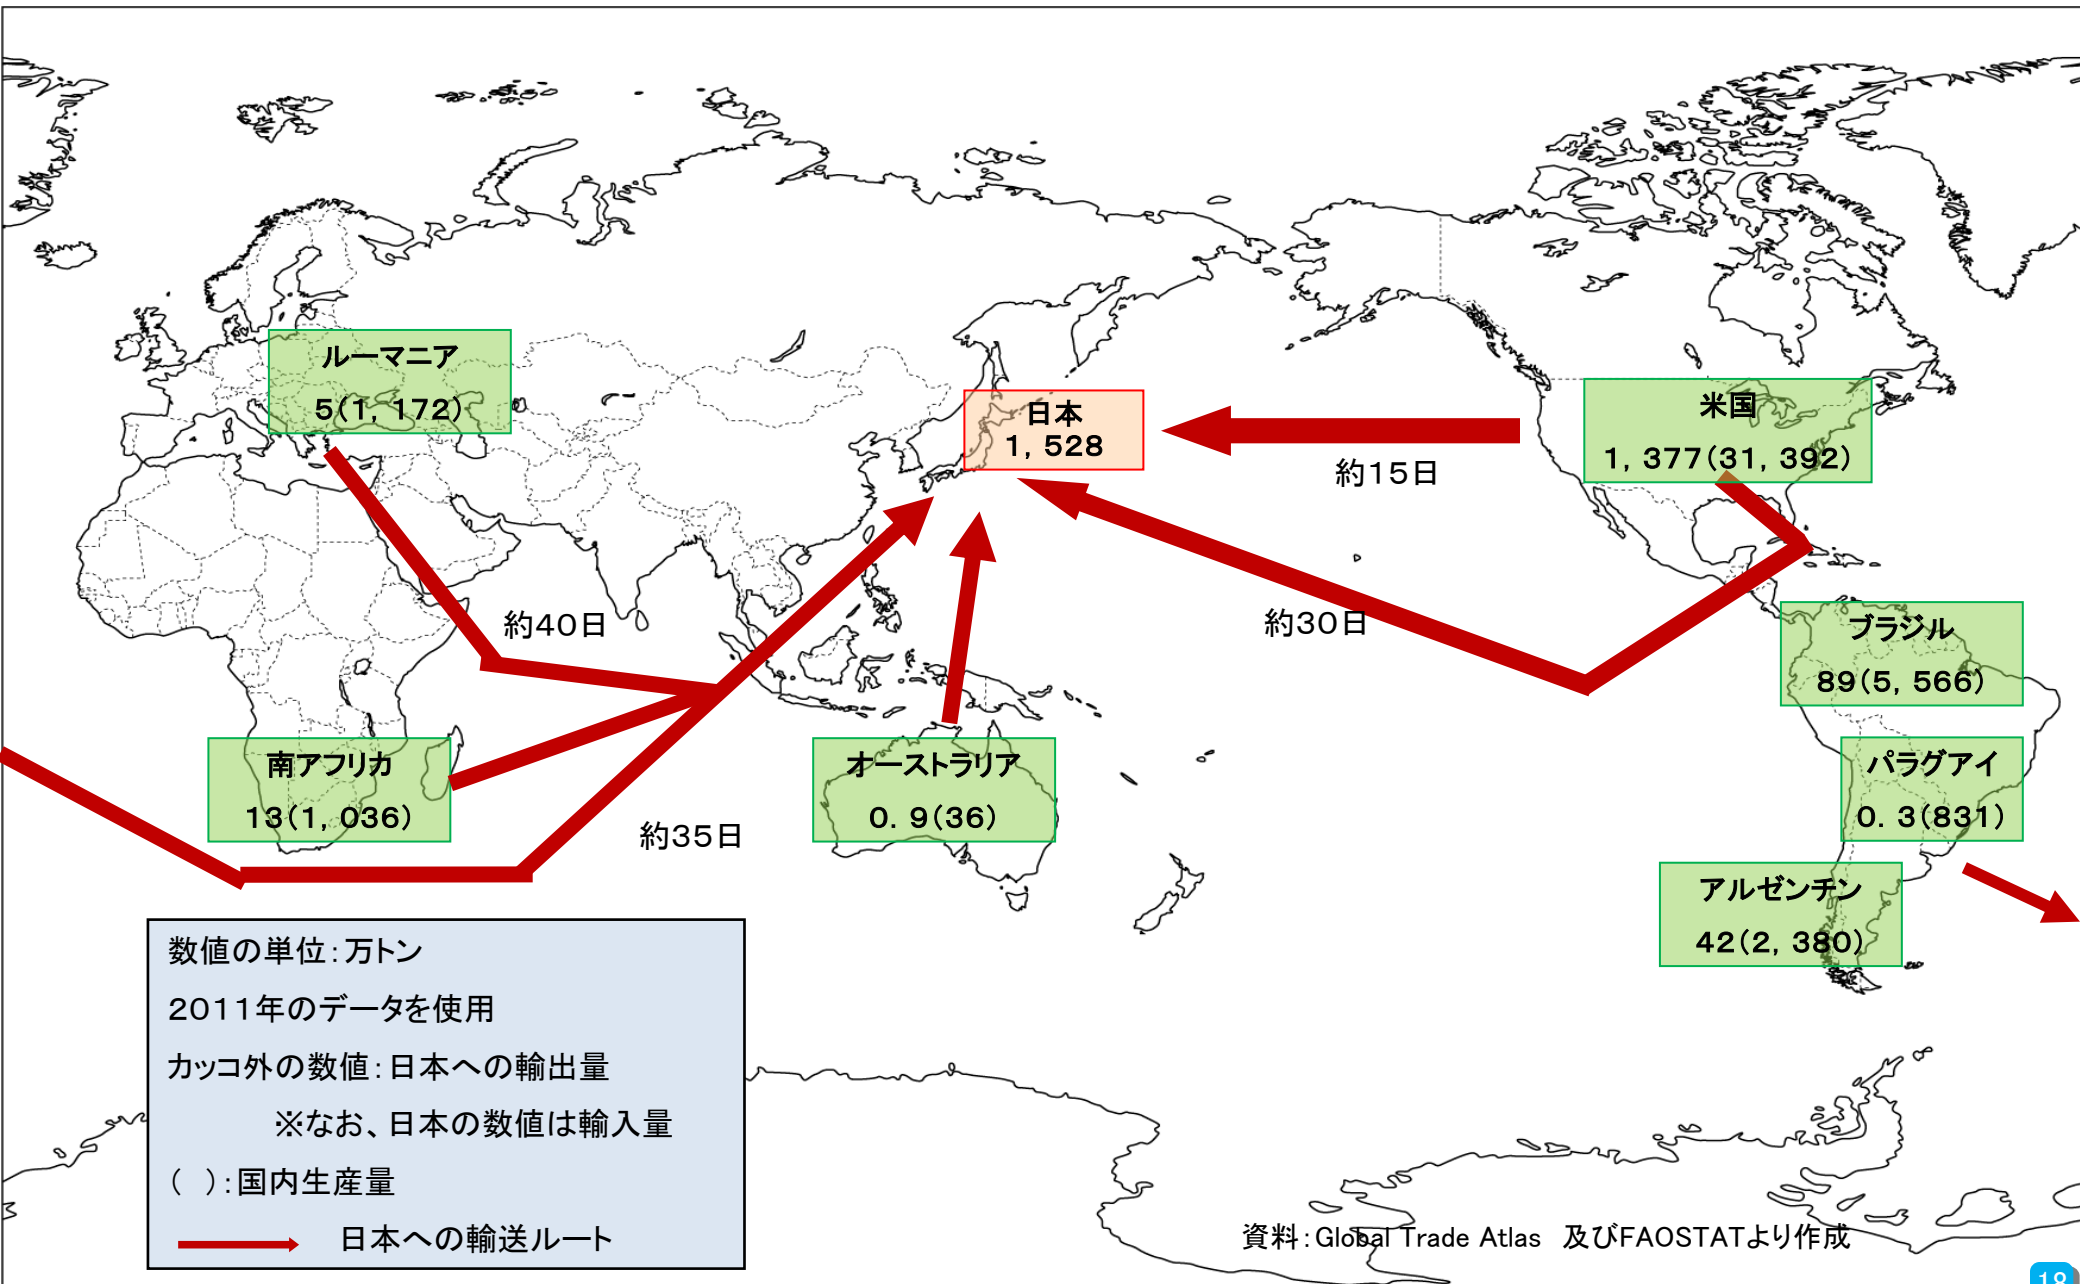 ルーマニア
5(1, 172)
日本
1, 528
米国
1, 377(31, 392)
約15日
約40日
約30日
ブラジル
89(5, 566)
南アフリカ
13(1, 036)
オーストラリア
0. 9(36)
パラグアイ
0. 3(831)
約35日
アルゼンチン
42(2, 380)
数値の単位:万トン
2011年のデータを使用
カッコ外の数値:日本への輸出量
※なお、日本の数値は輸入量
( ):国内生産量
日本への輸送ルート
資料:Global Trade Atlas 及びFAOSTATより作成
18